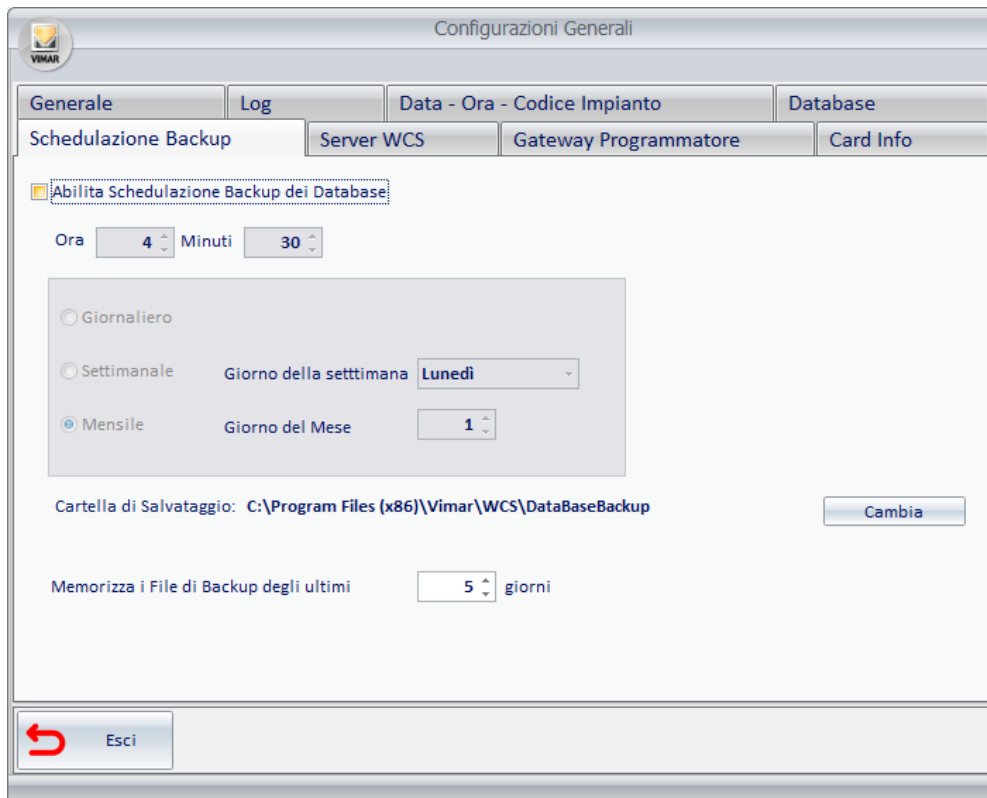 Configurazioni Generali
VIMAR
Generale Log Data - Ora - Codice Impianto Database
Schedulazione Backup Server WCS Gateway Programmatore Card Info
Abilita Schedulazione Backup dei Database
Ora 4 Minuti 30
Giornaliero
Settimanale Giorno della setttimana Lunedì
Mensile Giorno del Mese 1
Cartella di Salvataggio: C:\Program Files (x86)\Vimar\WCS\DataBaseBackup Cambia
Memorizza i File di Backup degli ultimi 5 giorni
Esci